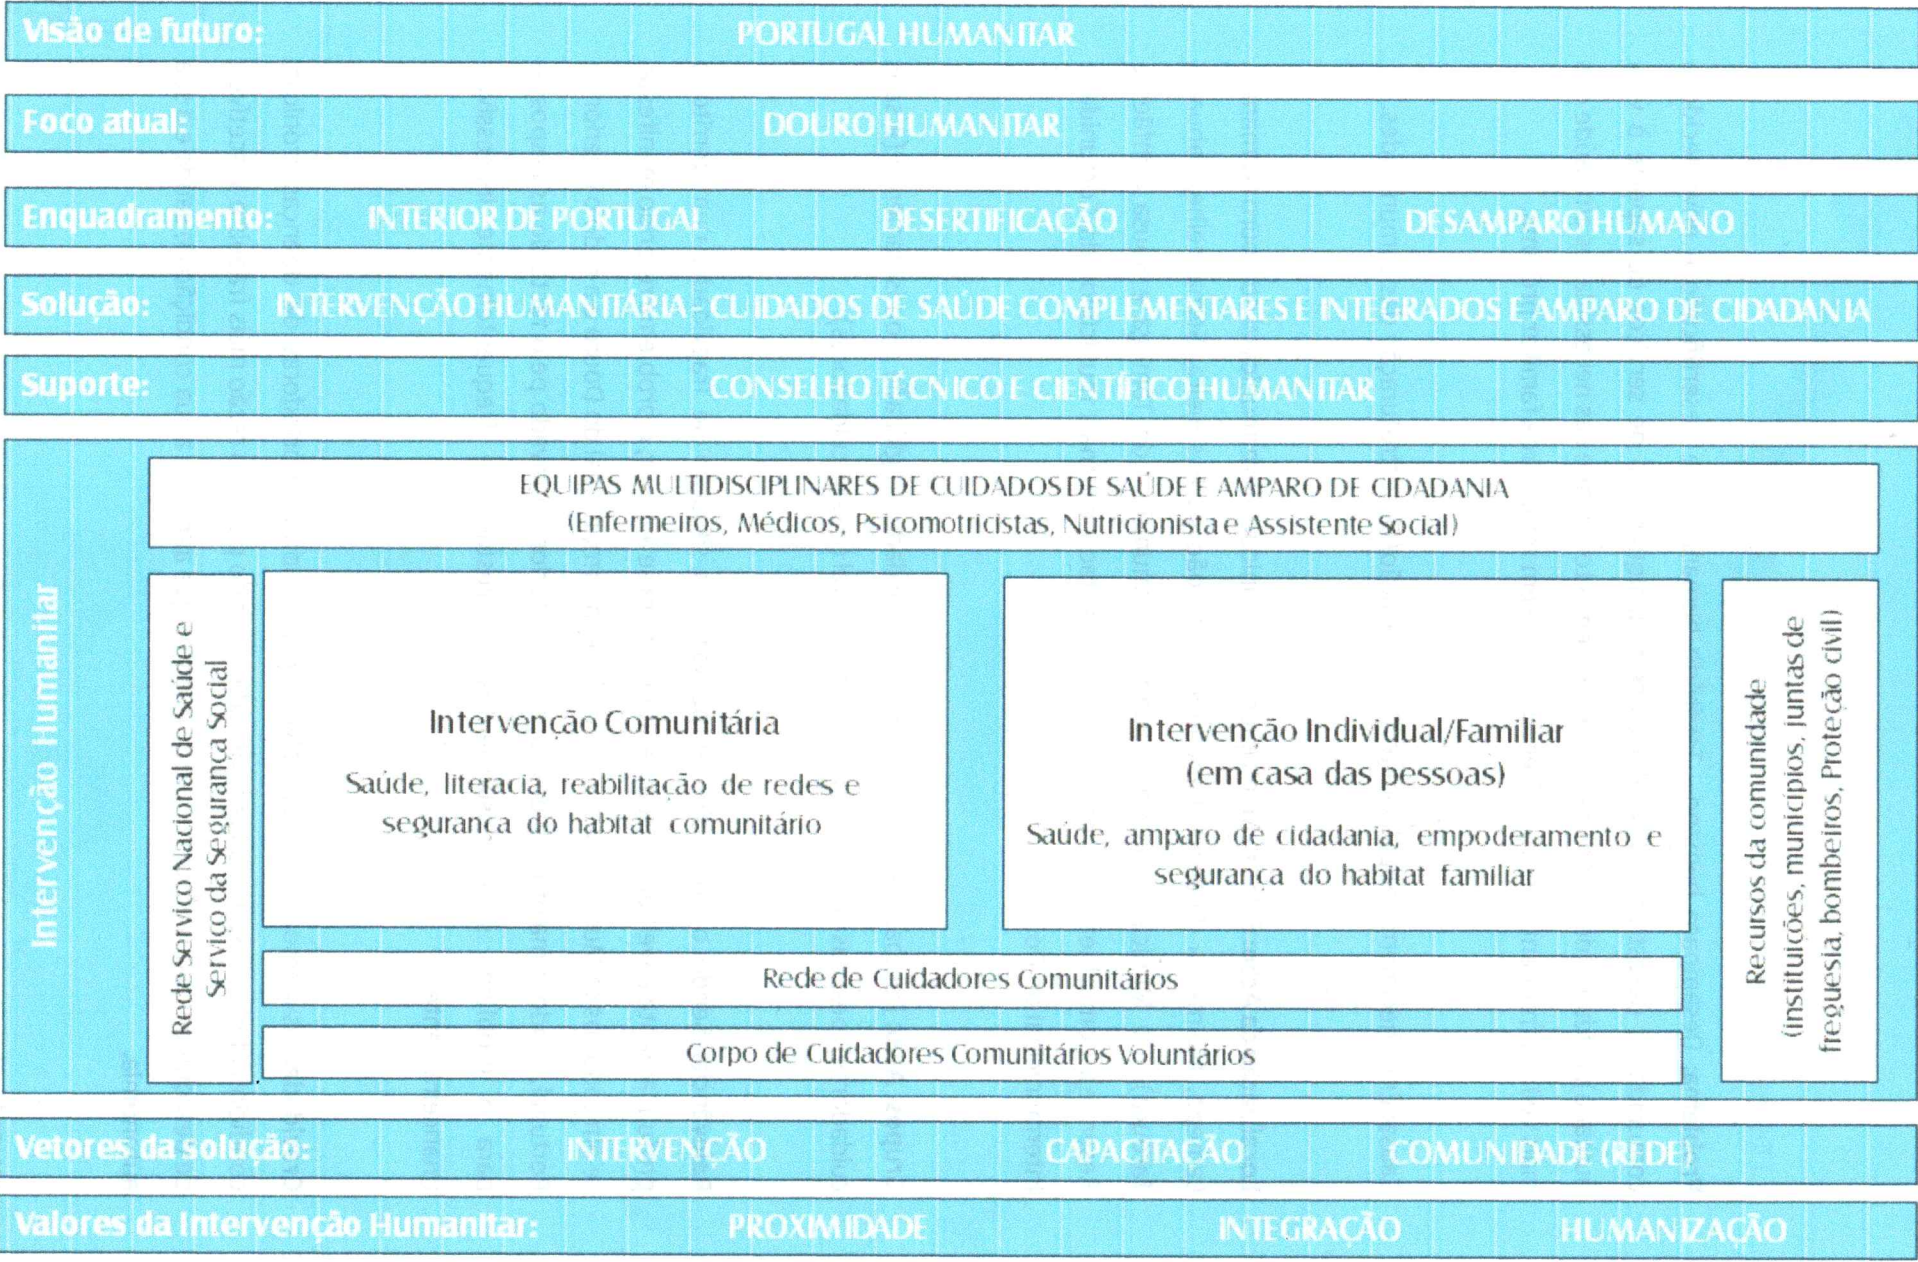 Visão de futuro: PORTUGAL HUMANITAR
Foco atual: DOURO HUMANITAR
Enquadramento: INTERIOR DE PORTUGAL DESERTIFICAÇÃO DESAMPARO HUMANO
Solução: INTERVENÇÃO HUMANITÁRIA - CUIDADOS DE SAÚDE COMPLEMENTARES E INTEGRADOS E AMPARO DE CIDADANIA
Suporte: CONSELHO TÉCNICO E CIENTÍFICO HUMANITAR
Intervenção Humanitar
EQUIPAS MULTIDISCIPLINARES DE CUIDADOS DE SAÚDE E AMPARO DE CIDADANIA
(Enfermeiros, Médicos, Psicomotricistas, Nutricionista e Assistente Social)
Rede Serviço Nacional de Saúde e
Serviço da Segurança Social
Intervenção Comunitária
Saúde, literacia, reabilitação de redes e
segurança do habitat comunitário
Intervenção Individual/Familiar
(em casa das pessoas)
Saúde, amparo de cidadania, empoderamento e
segurança do habitat familiar
Recursos da comunidade
(instituições, municípios, juntas de
freguesia, bombeiros, Proteção civil)
Rede de Cuidadores Comunitários
Corpo de Cuidadores Comunitários Voluntários
Vetores da solução: INTERVENÇÃO CAPACITAÇÃO COMUNIDADE (REDE)
Valores da Intervenção Humanitar: PROXIMIDADE INTEGRAÇÃO HUMANIZAÇÃO